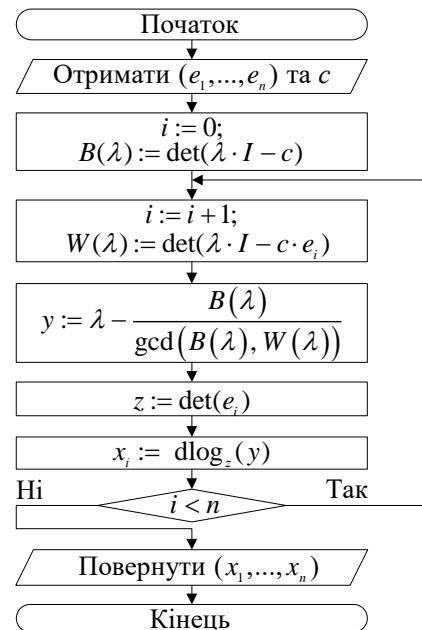 Початок
Отримати (e₁,...,eₙ) та c
i := 0;
B(λ) := det(λ · I − c)
i := i + 1;
W(λ) := det(λ · I − c · eᵢ)
y := λ − B(λ) / gcd(B(λ), W(λ))
z := det(eᵢ)
xᵢ := dlog_z(y)
Ні
Так
i < n
Повернути (x₁,...,xₙ)
Кінець